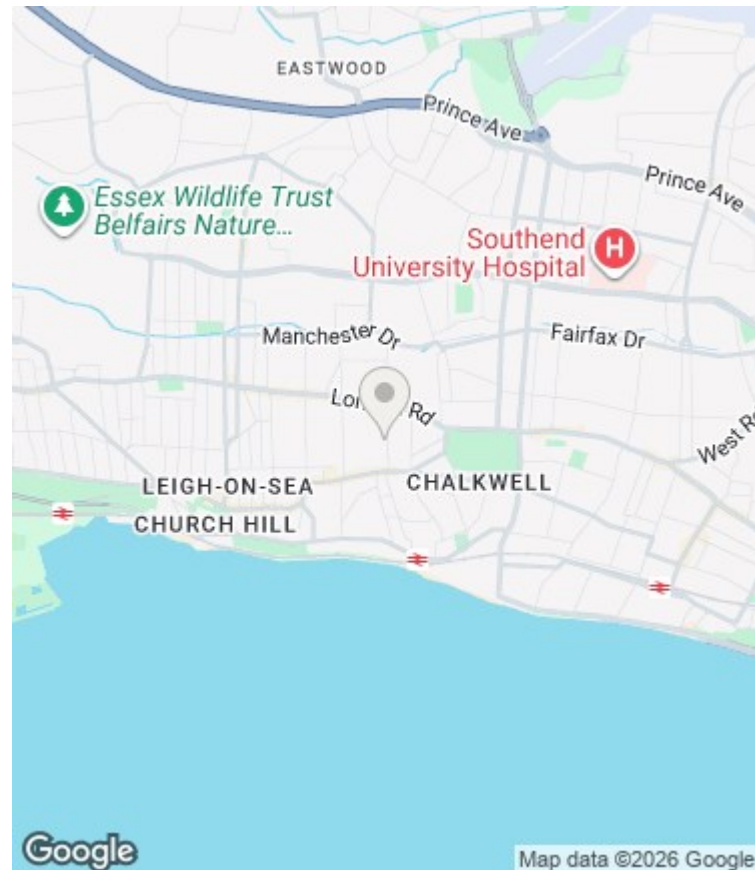 EASTWOOD
Prince Ave
Prince Ave
Essex Wildlife Trust
Belfairs Nature...
Southend
University Hospital
H
Manchester Dr
Fairfax Dr
Rd
LEIGH-ON-SEA
CHALKWELL
CHURCH HILL
Google
Map data ©2026 Google